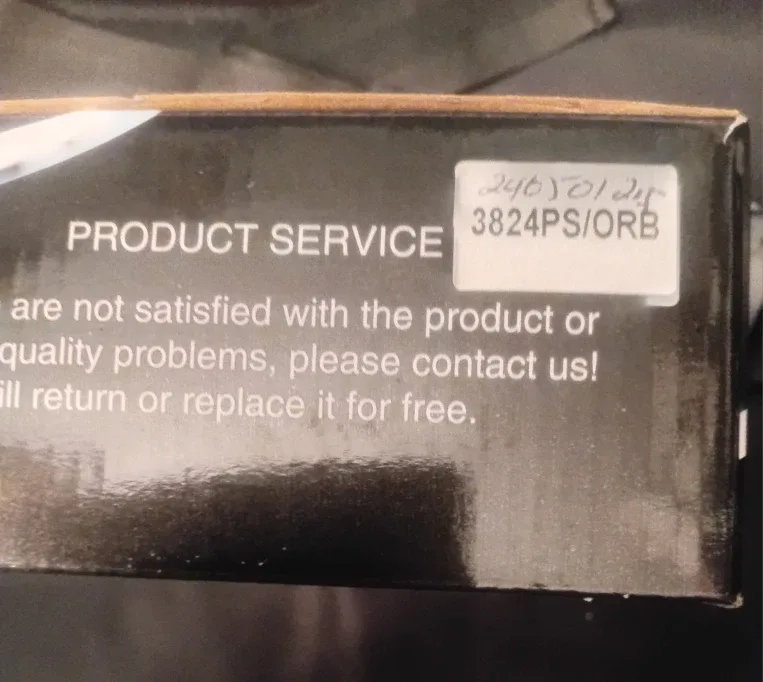 3824PS/ORB
PRODUCT SERVICE
are not satisfied with the product or
quality problems, please contact us!
ill return or replace it for free.